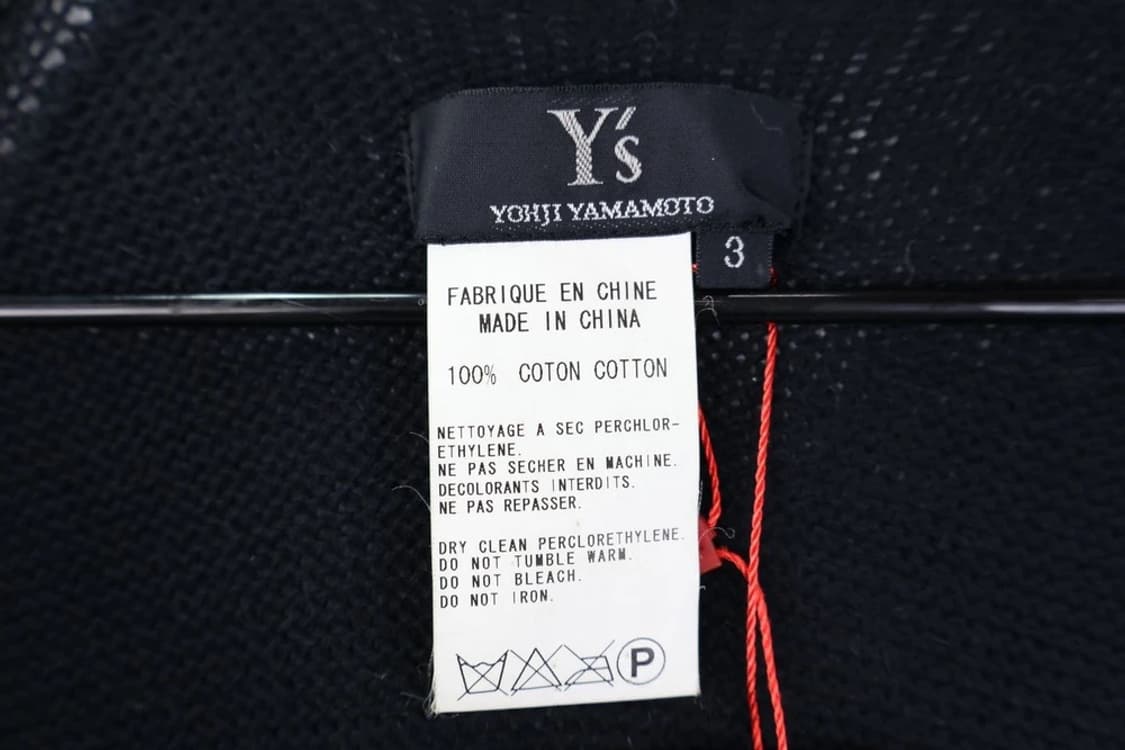 Y's
YOHJI YAMAMOTO
3
FABRIQUE EN CHINE
MADE IN CHINA
100% COTON COTTON
NETTOYAGE A SEC PERCHLOR-
ETHYLENE.
NE PAS SECHER EN MACHINE.
DECOLORANTS INTERDITS.
NE PAS REPASSER.
DRY CLEAN PERCLORETHYLENE.
DO NOT TUMBLE WARM.
DO NOT BLEACH.
DO NOT IRON.
P